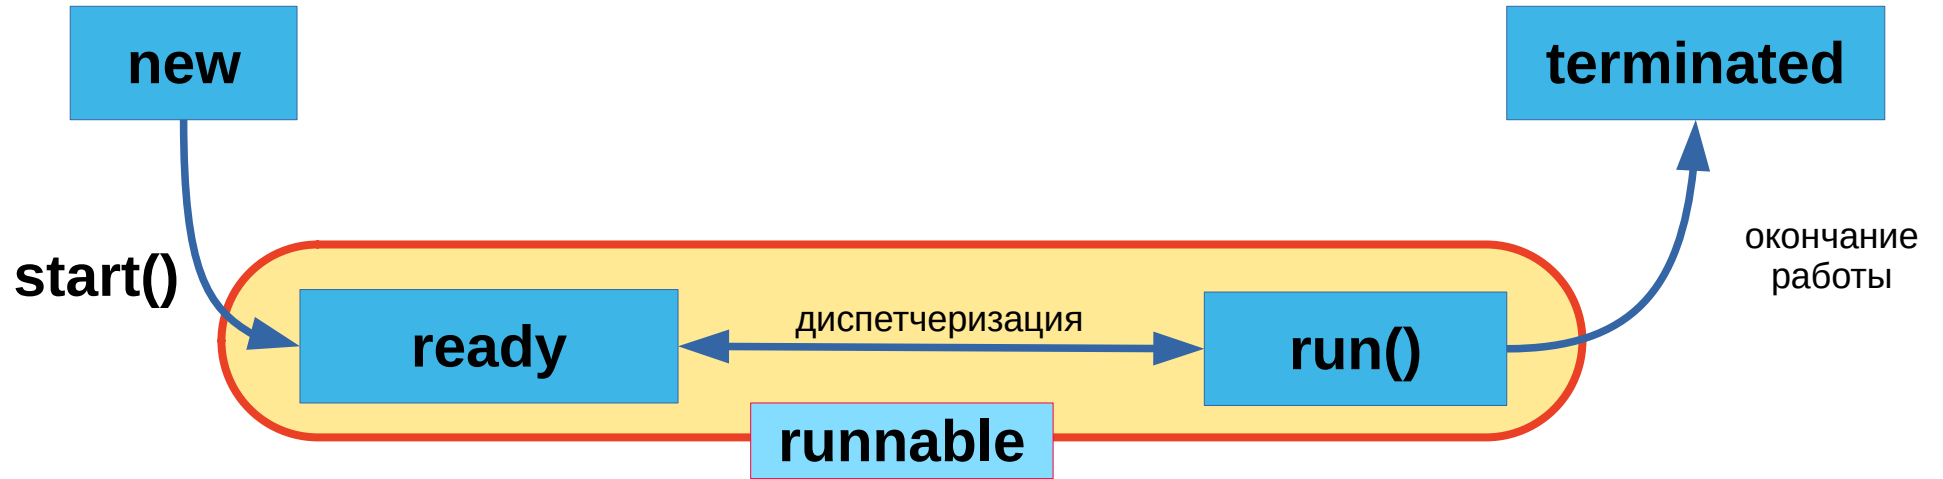 new
terminated
start()
окончание
работы
ready
диспетчеризация
run()
runnable